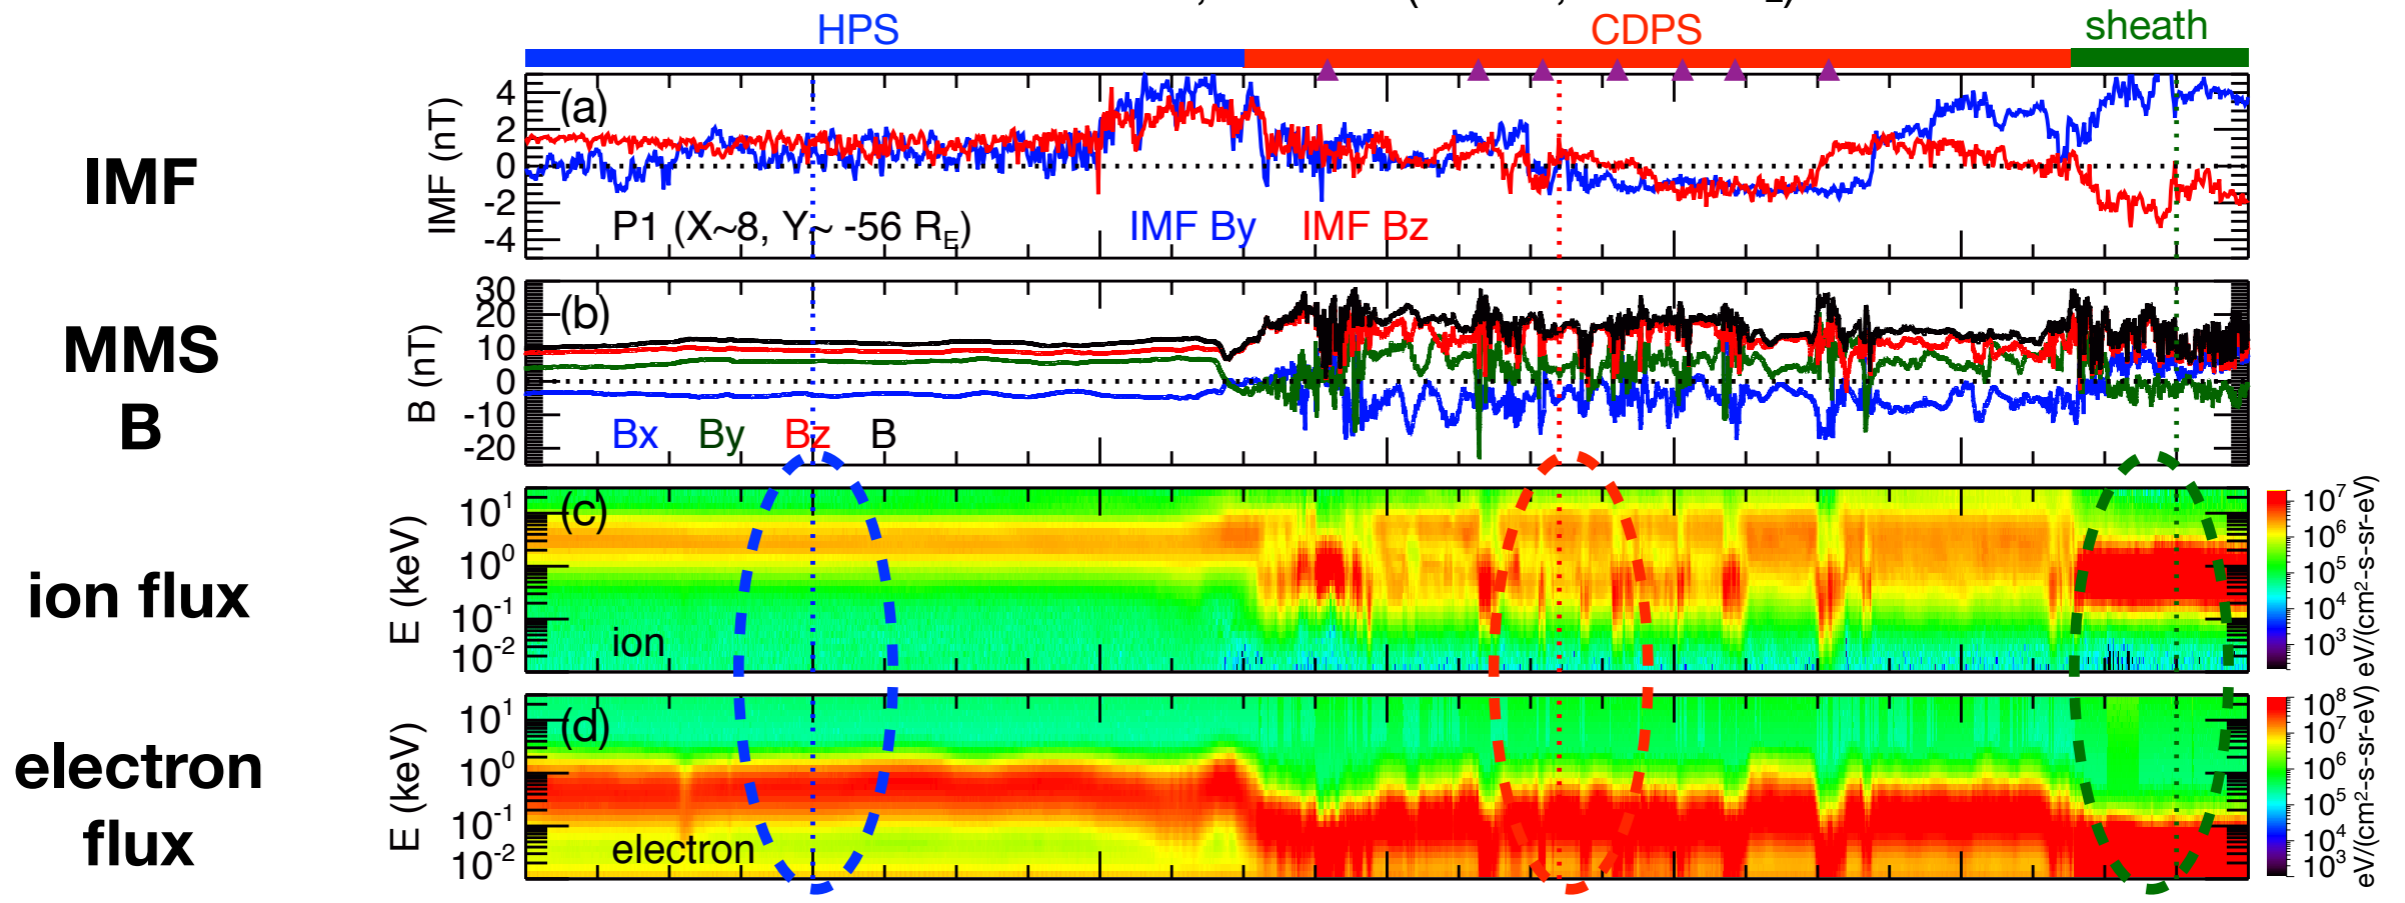 HPS CDPS sheath
IMF
IMF (nT)
4
2
0
-2
-4
(a)
P1 (X~8, Y~ -56 RE) IMF By IMF Bz
MMS
B
B (nT)
30
20
10
0
-10
-20
(b)
Bx By Bz B
ion flux
E (keV)
10^1
10^0
10^-1
10^-2
(c)
ion
10^7
10^6
10^5
10^4
10^3
eV/(cm2-s-sr-eV)
electron
flux
E (keV)
10^1
10^0
10^-1
10^-2
(d)
electron
10^8
10^7
10^6
10^5
10^4
10^3
eV/(cm2-s-sr-eV)